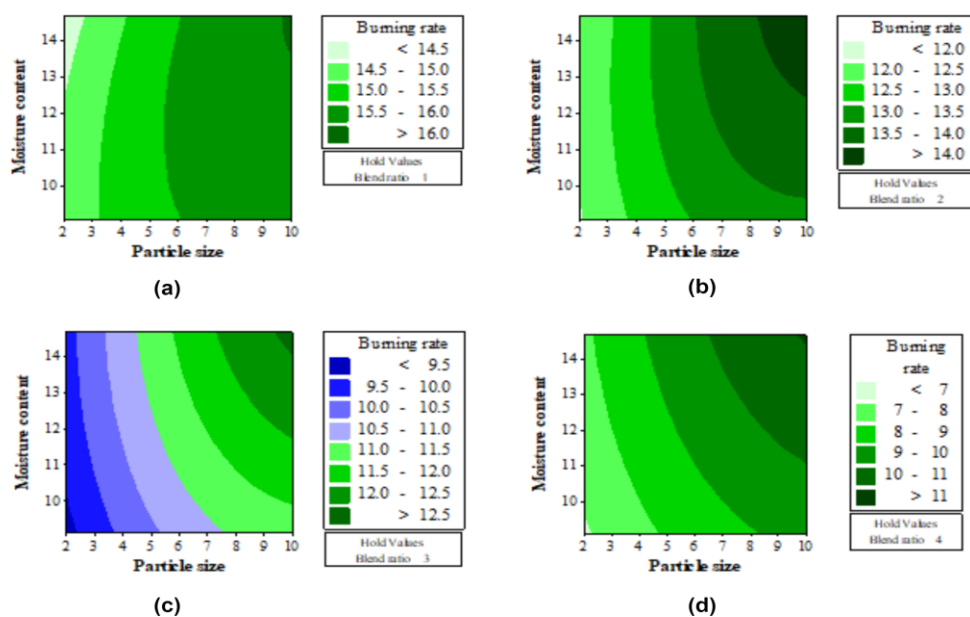 Moisture content
14
13
12
11
10
2 3 4 5 6 7 8 9 10
Particle size
Burning rate
< 14.5
14.5 - 15.0
15.0 - 15.5
15.5 - 16.0
> 16.0
Hold Values
Blend ratio 1
(a)
Moisture content
14
13
12
11
10
2 3 4 5 6 7 8 9 10
Particle size
Burning rate
< 12.0
12.0 - 12.5
12.5 - 13.0
13.0 - 13.5
13.5 - 14.0
> 14.0
Hold Values
Blend ratio 2
(b)
Moisture content
14
13
12
11
10
2 3 4 5 6 7 8 9 10
Particle size
Burning rate
< 9.5
9.5 - 10.0
10.0 - 10.5
10.5 - 11.0
11.0 - 11.5
11.5 - 12.0
12.0 - 12.5
> 12.5
Hold Values
Blend ratio 3
(c)
Moisture content
14
13
12
11
10
2 3 4 5 6 7 8 9 10
Particle size
Burning
rate
< 7
7 - 8
8 - 9
9 - 10
10 - 11
> 11
Hold Values
Blend ratio 4
(d)